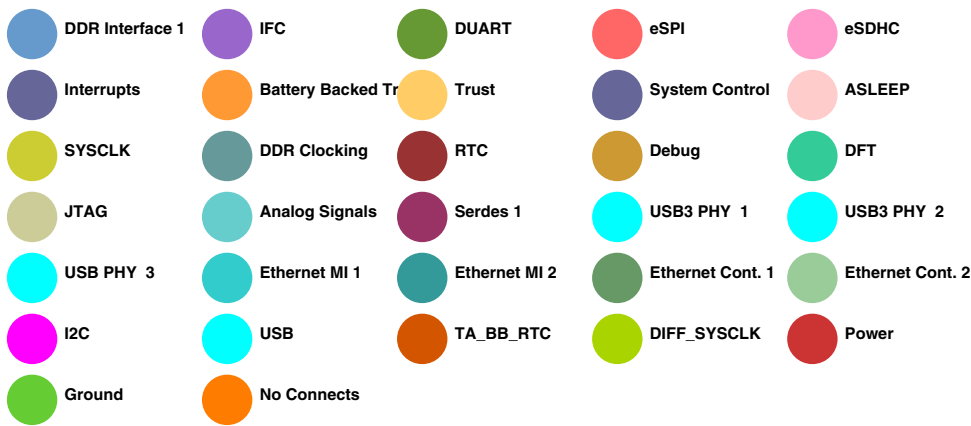 DDR Interface 1
IFC
DUART
eSPI
eSDHC
Interrupts
Battery Backed Tr
Trust
System Control
ASLEEP
SYSCLK
DDR Clocking
RTC
Debug
DFT
JTAG
Analog Signals
Serdes 1
USB3 PHY  1
USB3 PHY  2
USB PHY  3
Ethernet MI 1
Ethernet MI 2
Ethernet Cont. 1
Ethernet Cont. 2
I2C
USB
TA_BB_RTC
DIFF_SYSCLK
Power
Ground
No Connects